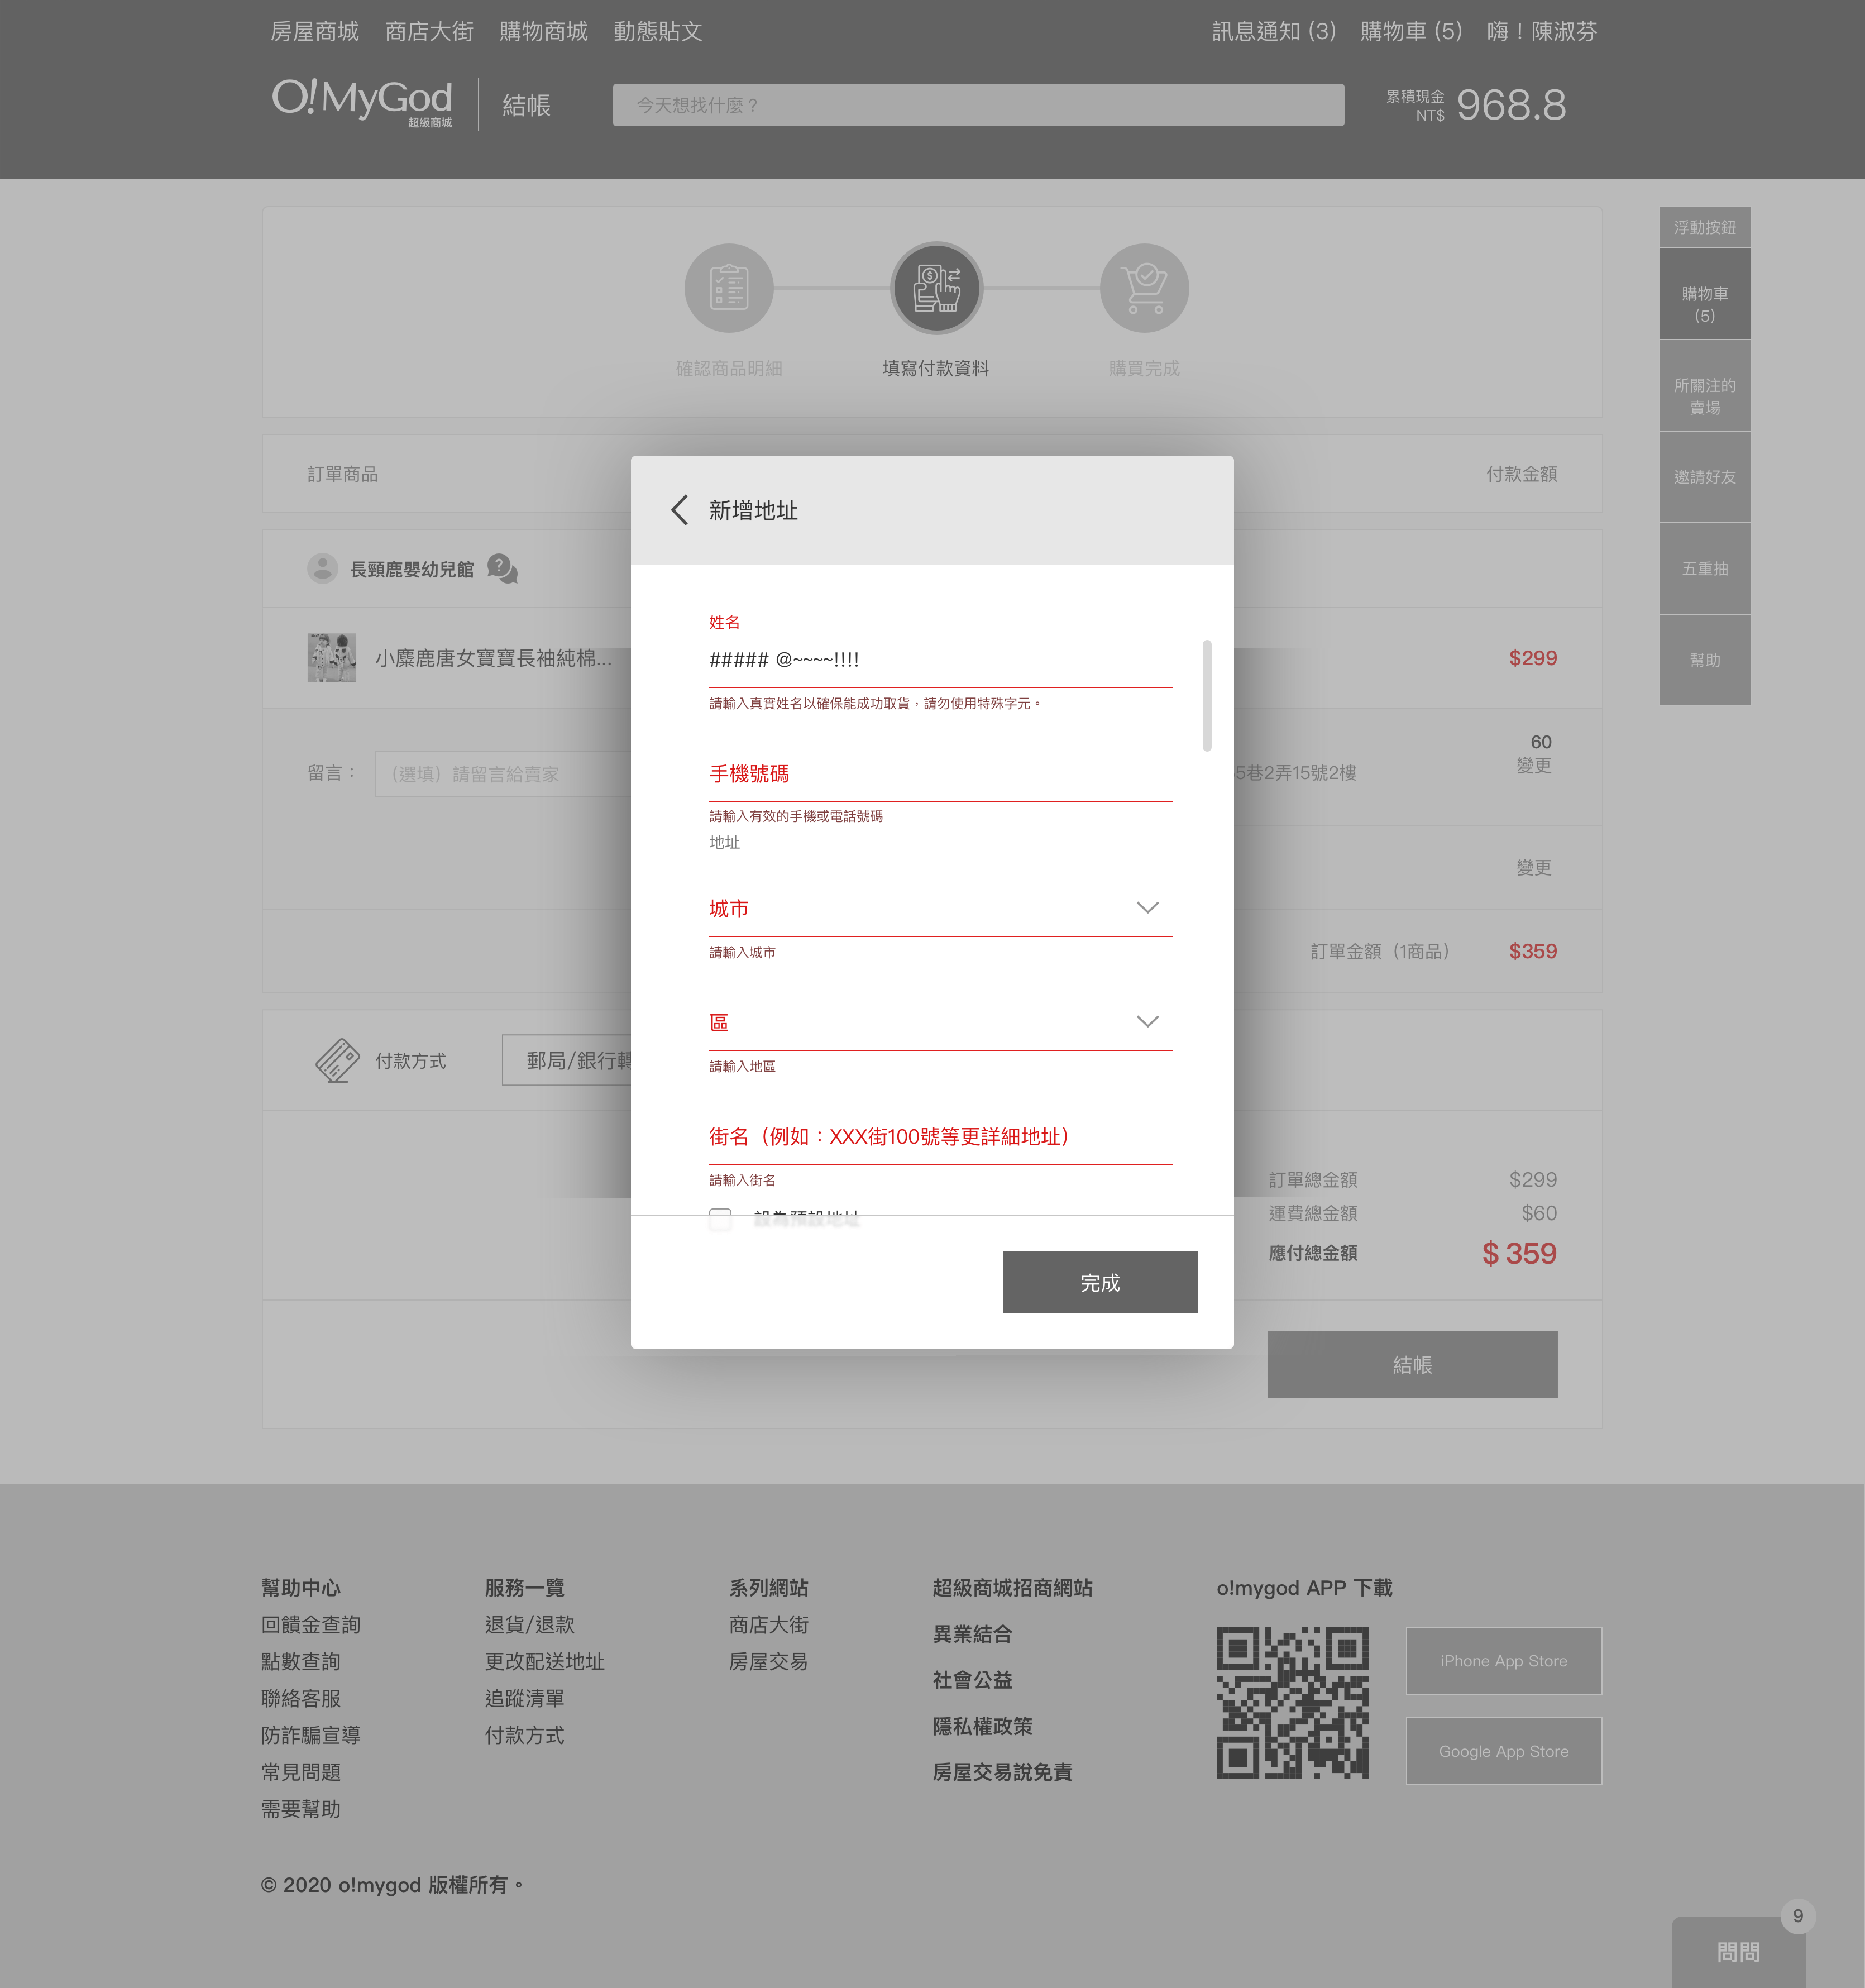 房屋商城 商店大街 購物商城 動態貼文
訊息通知 (3) 購物車 (5) 嗨！陳淑芬
O!MyGod
超級商城
結帳
今天想找什麼？
累積現金
NT$
968.8
確認商品明細
填寫付款資料
購買完成
浮動按鈕
購物車
(5)
所關注的
賣場
邀請好友
五重抽
幫助
訂單商品
付款金額
長頸鹿嬰幼兒館
小麋鹿唐女寶寶長袖純棉...
$299
留言：
（選填）請留言給賣家
5巷2弄15號2樓
60
變更
變更
訂單金額（1商品）
$359
付款方式
郵局/銀行轉
訂單總金額
$299
運費總金額
$60
應付總金額
$ 359
結帳
新增地址
姓名
##### @~~~~!!!!
請輸入真實姓名以確保能成功取貨，請勿使用特殊字元。
手機號碼
請輸入有效的手機或電話號碼
地址
城市
請輸入城市
區
請輸入地區
街名（例如：XXX街100號等更詳細地址）
請輸入街名
設為預設地址
完成
幫助中心
回饋金查詢
點數查詢
聯絡客服
防詐騙宣導
常見問題
需要幫助
服務一覽
退貨/退款
更改配送地址
追蹤清單
付款方式
系列網站
商店大街
房屋交易
超級商城招商網站
異業結合
社會公益
隱私權政策
房屋交易說免責
o!mygod APP 下載
iPhone App Store
Google App Store
© 2020 o!mygod 版權所有。
9
問問